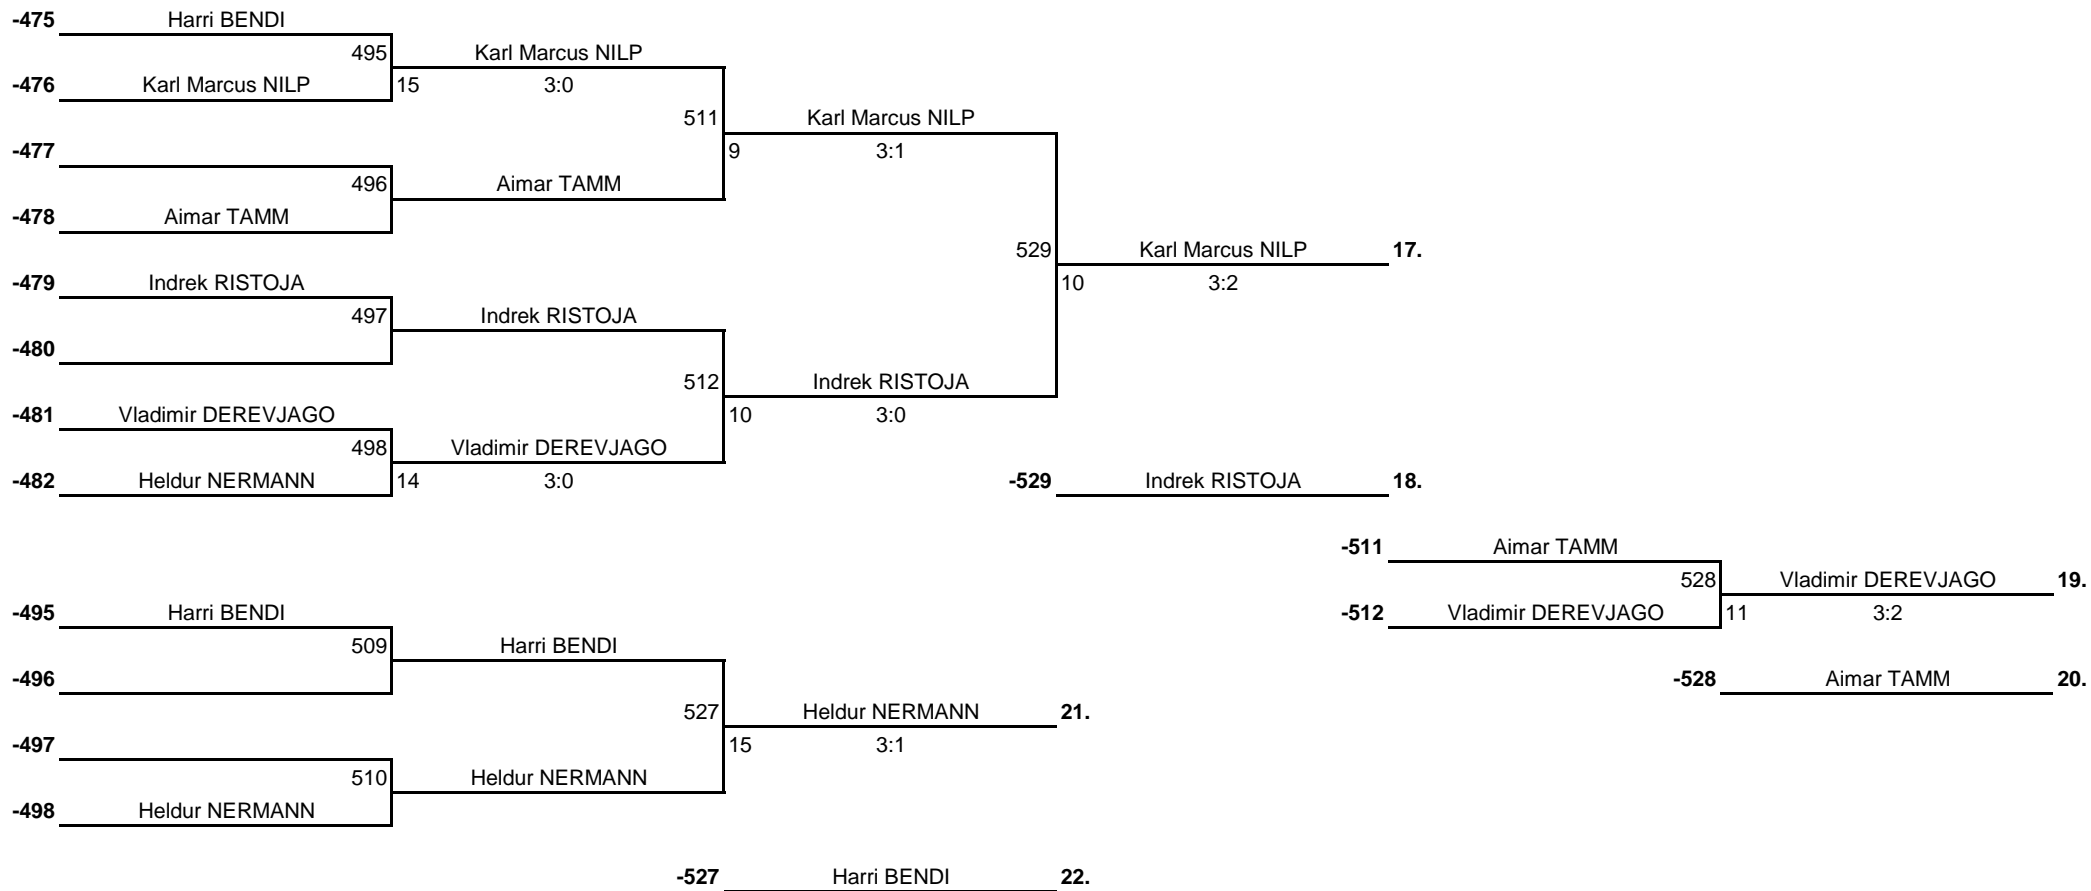 -475 Harri BENDI
495 Karl Marcus NILP
-476 Karl Marcus NILP 15 3:0
511 Karl Marcus NILP
-477 9 3:1
496 Aimar TAMM
-478 Aimar TAMM
529 Karl Marcus NILP 17.
-479 Indrek RISTOJA 10 3:2
497 Indrek RISTOJA
-480
512 Indrek RISTOJA
-481 Vladimir DEREVJAGO 10 3:0
498 Vladimir DEREVJAGO
-482 Heldur NERMANN 14 3:0 -529 Indrek RISTOJA 18.
-511 Aimar TAMM
528 Vladimir DEREVJAGO 19.
-495 Harri BENDI -512 Vladimir DEREVJAGO 11 3:2
509 Harri BENDI
-496 -528 Aimar TAMM 20.
527 Heldur NERMANN 21.
-497 15 3:1
510 Heldur NERMANN
-498 Heldur NERMANN
-527 Harri BENDI 22.